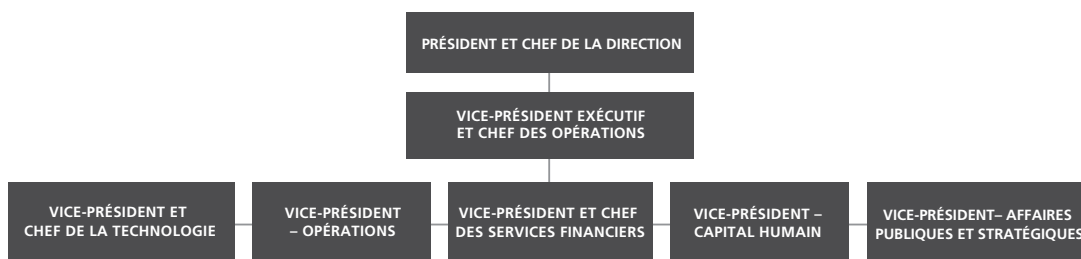 PRÉSIDENT ET CHEF DE LA DIRECTION
VICE-PRÉSIDENT EXÉCUTIF
ET CHEF DES OPÉRATIONS
VICE-PRÉSIDENT ET
CHEF DE LA TECHNOLOGIE
VICE-PRÉSIDENT
– OPÉRATIONS
VICE-PRÉSIDENT ET CHEF
DES SERVICES FINANCIERS
VICE-PRÉSIDENT –
CAPITAL HUMAIN
VICE-PRÉSIDENT– AFFAIRES
PUBLIQUES ET STRATÉGIQUES